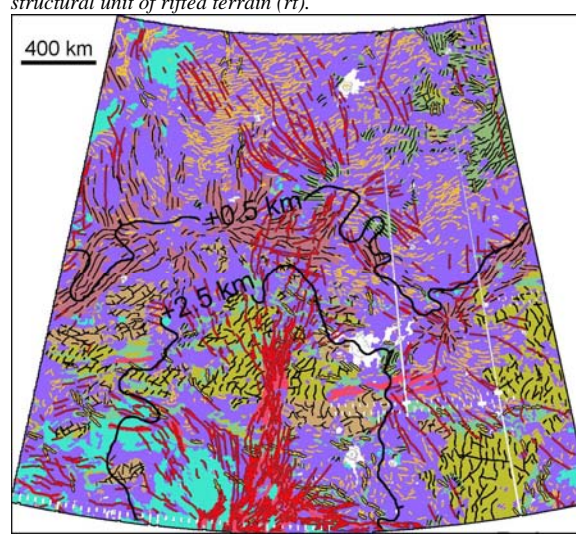 structural unit of rifted terrain (rt).
400 km
+0.5 km
+2.5 km